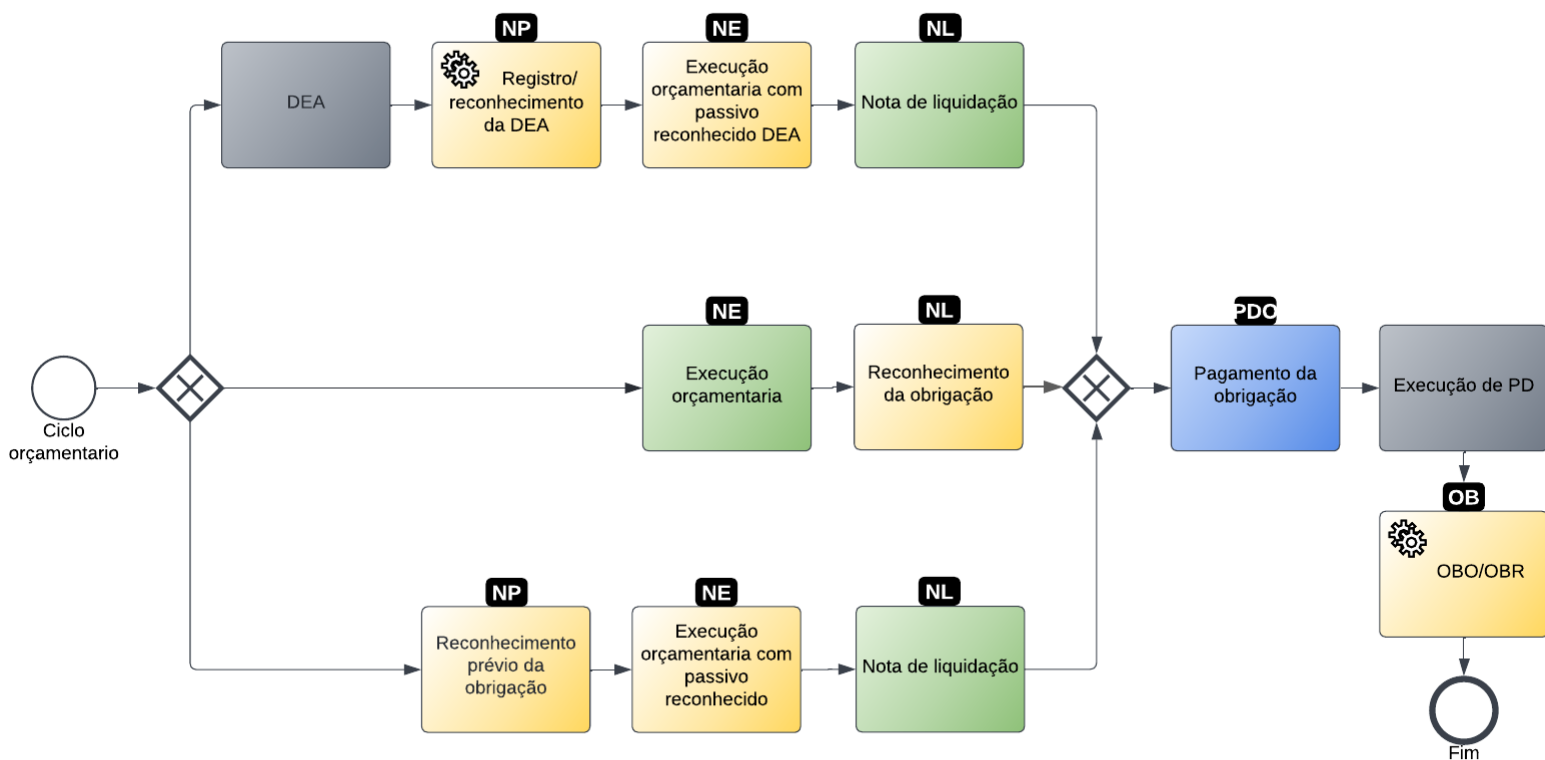 NP
NE
NL
DEA
Registro/
reconhecimento
da DEA
Execução
orçamentaria com
passivo
reconhecido DEA
Nota de liquidação
NE
NL
PDO
Ciclo
orçamentario
Execução
orçamentaria
Reconhecimento
da obrigação
Pagamento da
obrigação
Execução de PD
OB
OBO/OBR
NP
NE
NL
Reconhecimento
prévio da
obrigação
Execução
orçamentaria com
passivo
reconhecido
Nota de liquidação
Fim